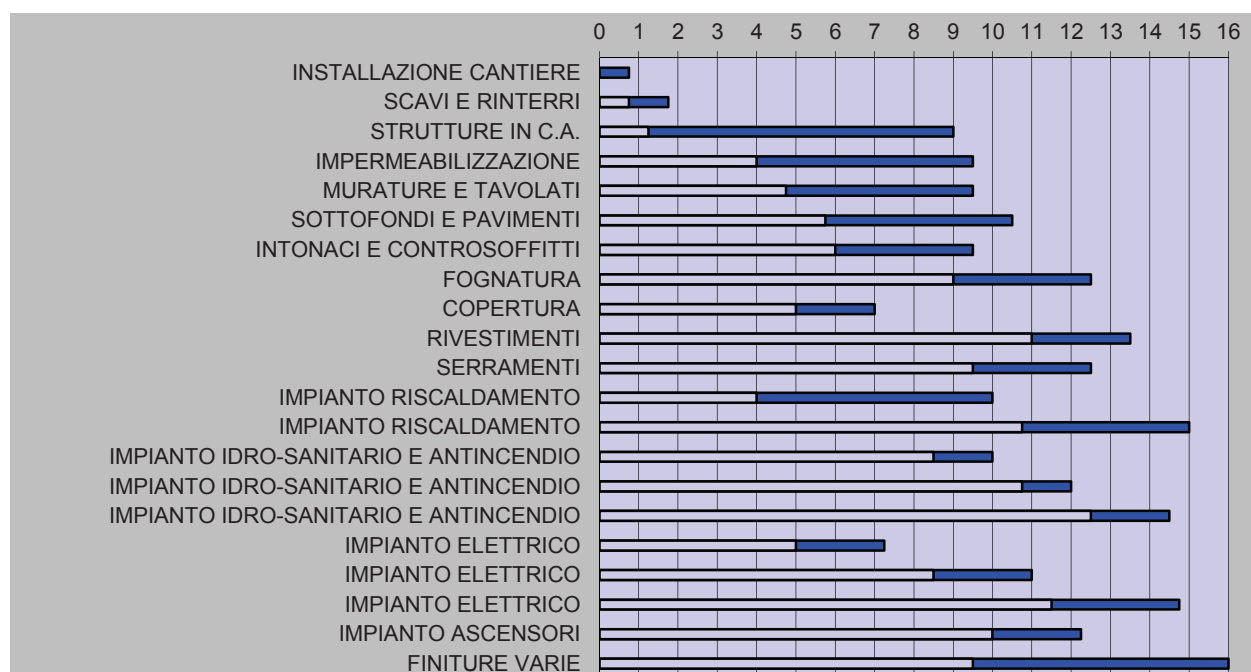 0 1 2 3 4 5 6 7 8 9 10 11 12 13 14 15 16
INSTALLAZIONE CANTIERE
SCAVI E RINTERRI
STRUTTURE IN C.A.
IMPERMEABILIZZAZIONE
MURATURE E TAVOLATI
SOTTOFONDI E PAVIMENTI
INTONACI E CONTROSOFFITTI
FOGNATURA
COPERTURA
RIVESTIMENTI
SERRAMENTI
IMPIANTO RISCALDAMENTO
IMPIANTO RISCALDAMENTO
IMPIANTO IDRO-SANITARIO E ANTINCENDIO
IMPIANTO IDRO-SANITARIO E ANTINCENDIO
IMPIANTO IDRO-SANITARIO E ANTINCENDIO
IMPIANTO ELETTRICO
IMPIANTO ELETTRICO
IMPIANTO ELETTRICO
IMPIANTO ASCENSORI
FINITURE VARIE